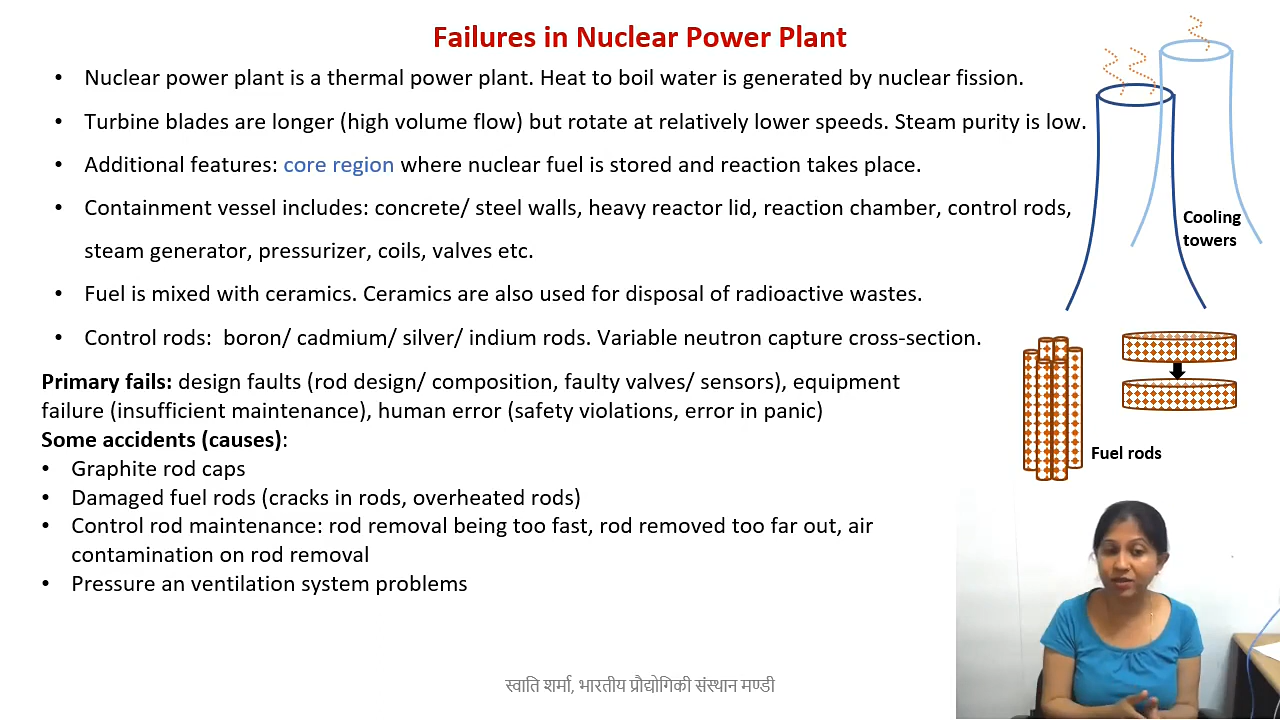 Failures in Nuclear Power Plant
• Nuclear power plant is a thermal power plant. Heat to boil water is generated by nuclear fission.
• Turbine blades are longer (high volume flow) but rotate at relatively lower speeds. Steam purity is low.
• Additional features: core region where nuclear fuel is stored and reaction takes place.
• Containment vessel includes: concrete/ steel walls, heavy reactor lid, reaction chamber, control rods,
steam generator, pressurizer, coils, valves etc.
• Fuel is mixed with ceramics. Ceramics are also used for disposal of radioactive wastes.
• Control rods: boron/ cadmium/ silver/ indium rods. Variable neutron capture cross-section.
Primary fails: design faults (rod design/ composition, faulty valves/ sensors), equipment
failure (insufficient maintenance), human error (safety violations, error in panic)
Some accidents (causes):
• Graphite rod caps
• Damaged fuel rods (cracks in rods, overheated rods)
• Control rod maintenance: rod removal being too fast, rod removed too far out, air
contamination on rod removal
• Pressure an ventilation system problems
Cooling
towers
Fuel rods
स्वाति शर्मा, भारतीय प्रौद्योगिकी संस्थान मण्डी